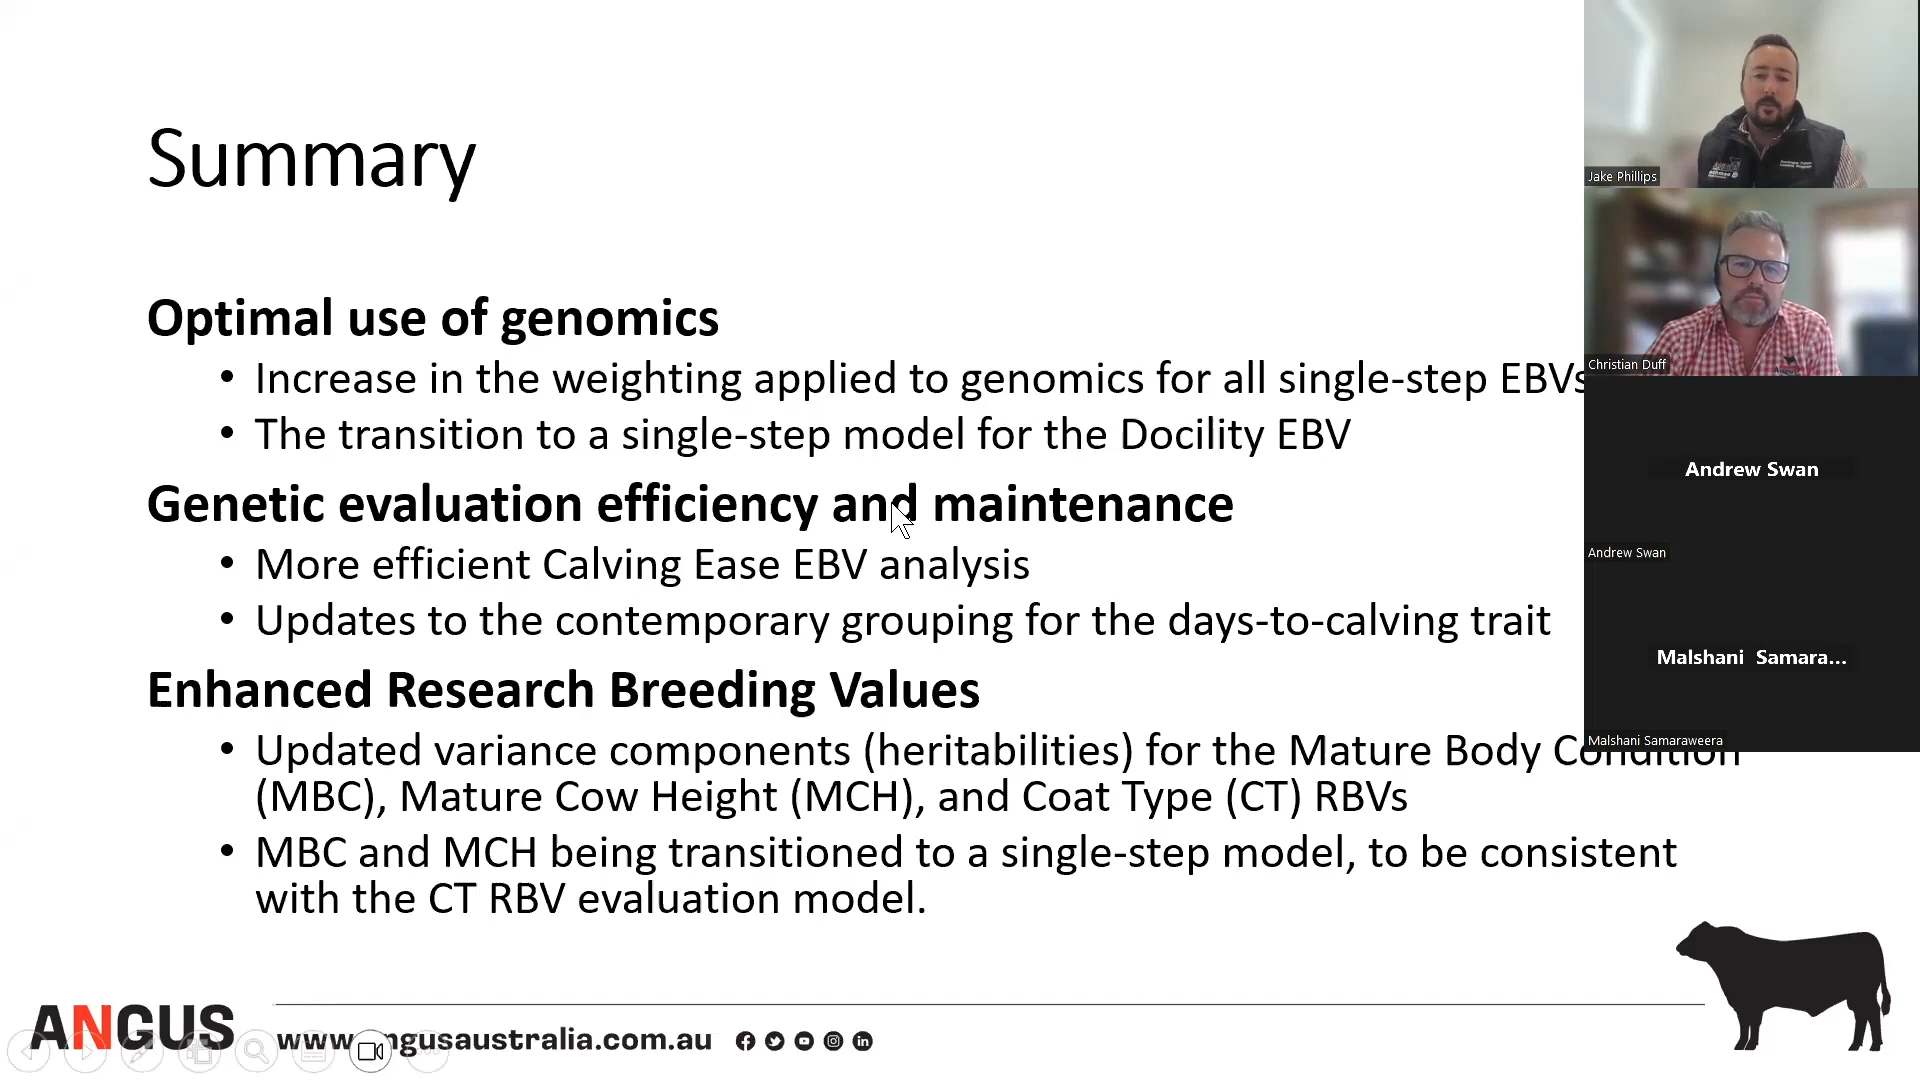 Summary
Optimal use of genomics
• Increase in the weighting applied to genomics for all single-step EBVs
• The transition to a single-step model for the Docility EBV
Genetic evaluation efficiency and maintenance
• More efficient Calving Ease EBV analysis
• Updates to the contemporary grouping for the days-to-calving trait
Enhanced Research Breeding Values
• Updated variance components (heritabilities) for the Mature Body Condition
(MBC), Mature Cow Height (MCH), and Coat Type (CT) RBVs
• MBC and MCH being transitioned to a single-step model, to be consistent
with the CT RBV evaluation model.
ANGUS
www.angusaustralia.com.au
Jake Phillips
Christian Duff
Andrew Swan
Andrew Swan
Malshani Samara...
Malshani Samaraweera